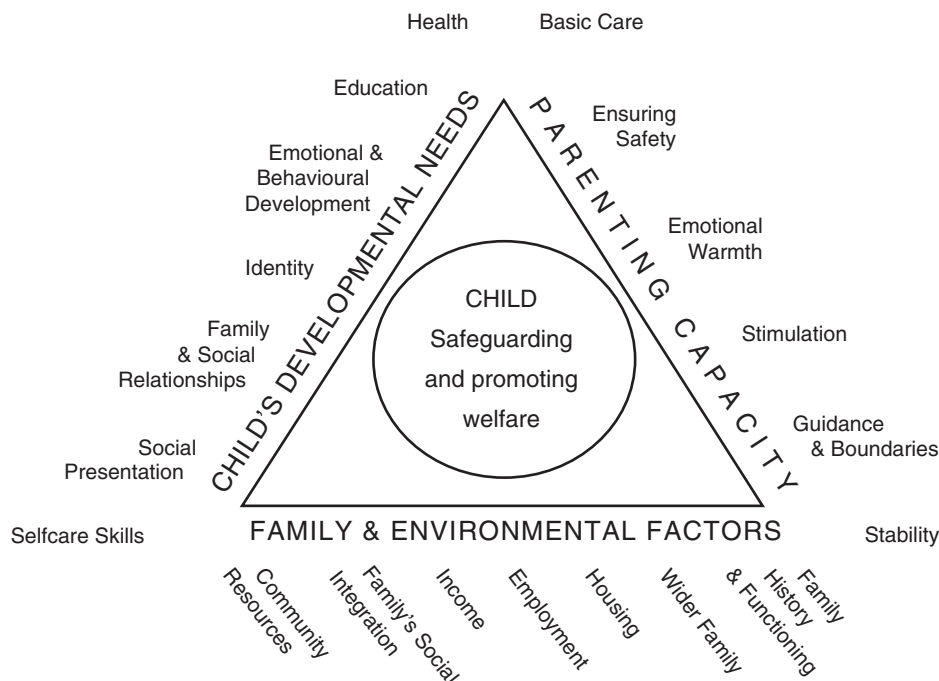 Health
Basic Care
Education
Ensuring
Safety
Emotional &
Behavioural
Development
Emotional
Warmth
Identity
Stimulation
Family
& Social
Relationships
Guidance
& Boundaries
Social
Presentation
Selfcare Skills
Stability
CHILD'S DEVELOPMENTAL NEEDS
PARENTING CAPACITY
CHILD
Safeguarding
and promoting
welfare
FAMILY & ENVIRONMENTAL FACTORS
Community
Resources
Family's Social
Integration
Income
Employment
Housing
Wider Family
Family
History
& Functioning